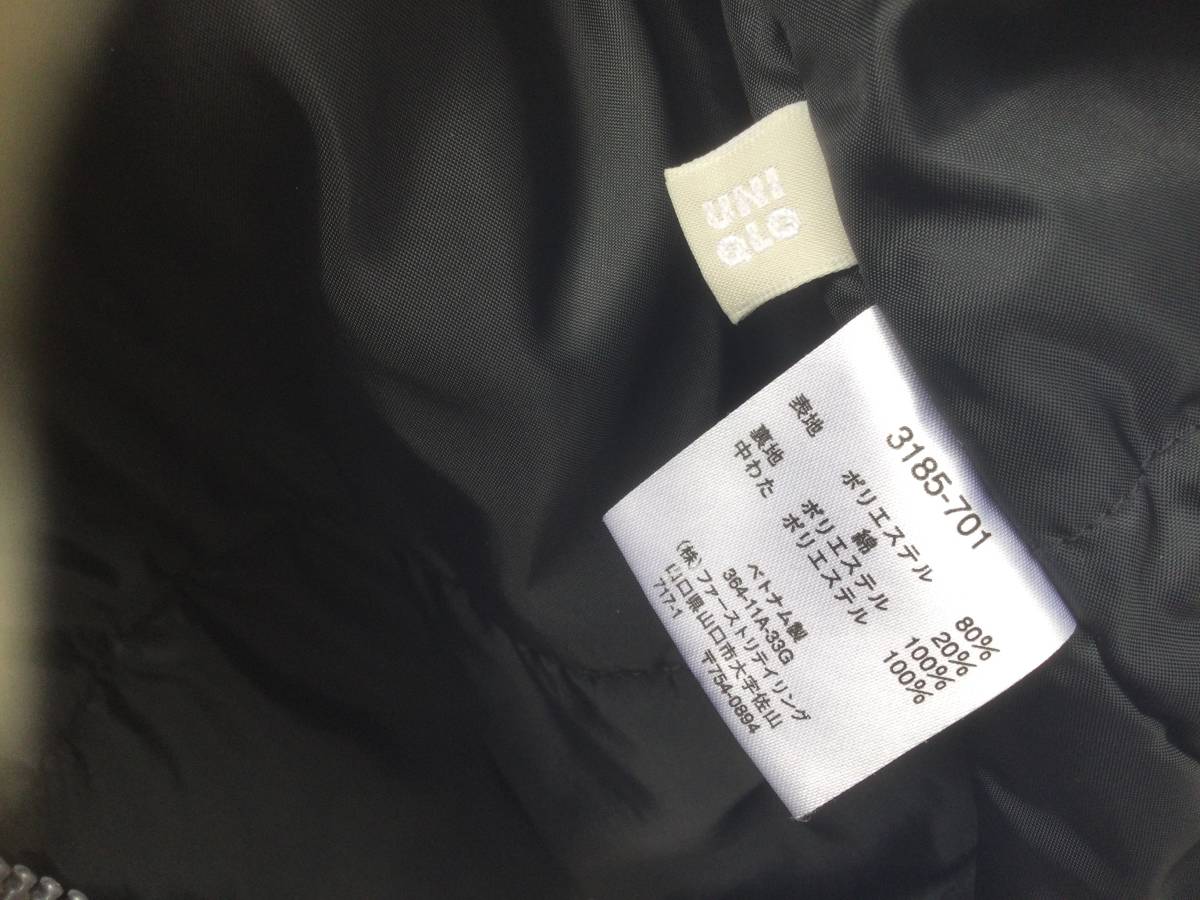 UNI
QLO
3185-701
表地 ポリエステル 80%
綿 20%
裏地 ポリエステル 100%
中わた ポリエステル 100%
ベトナム製
364-11A-33G
(株)ファーストリテイリング
山口県山口市大字佐山
717-1 〒754-0894